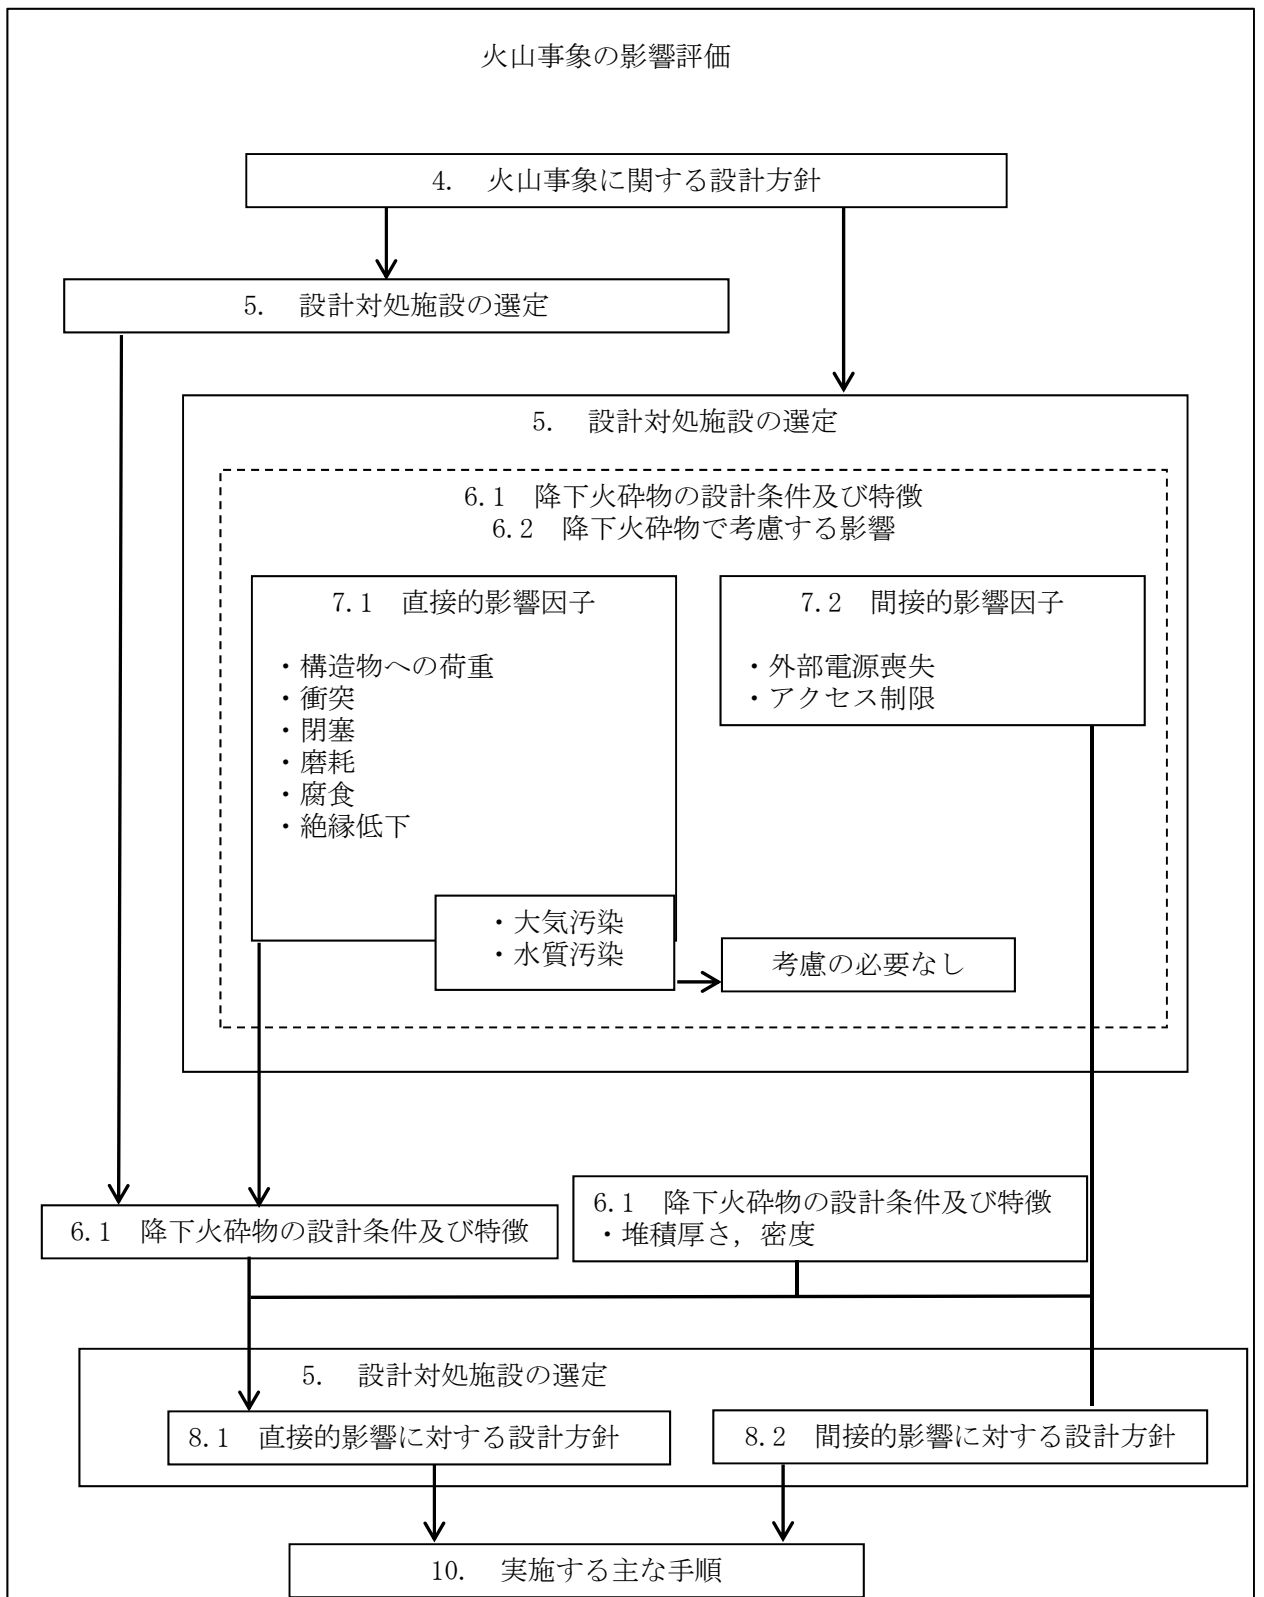 火山事象の影響評価
4. 火山事象に関する設計方針
5. 設計対処施設の選定
5. 設計対処施設の選定
6.1 降下火砕物の設計条件及び特徴
6.2 降下火砕物で考慮する影響
7.1 直接的影響因子
・構造物への荷重
・衝突
・閉塞
・磨耗
・腐食
・絶縁低下
・大気汚染
・水質汚染
7.2 間接的影響因子
・外部電源喪失
・アクセス制限
考慮の必要なし
6.1 降下火砕物の設計条件及び特徴
6.1 降下火砕物の設計条件及び特徴
・堆積厚さ，密度
5. 設計対処施設の選定
8.1 直接的影響に対する設計方針
8.2 間接的影響に対する設計方針
10. 実施する主な手順